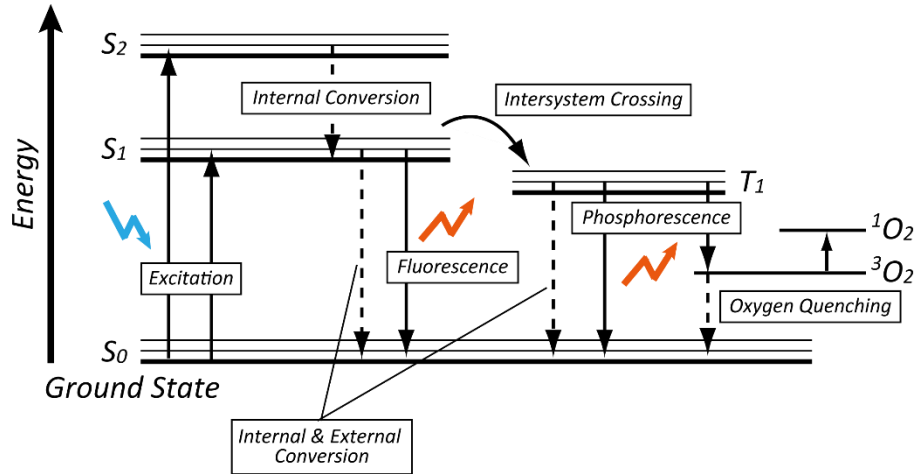 Energy
S2
S1
S0
Ground State
Internal Conversion
Intersystem Crossing
T1
Phosphorescence
1O2
3O2
Excitation
Fluorescence
Oxygen Quenching
Internal & External
Conversion